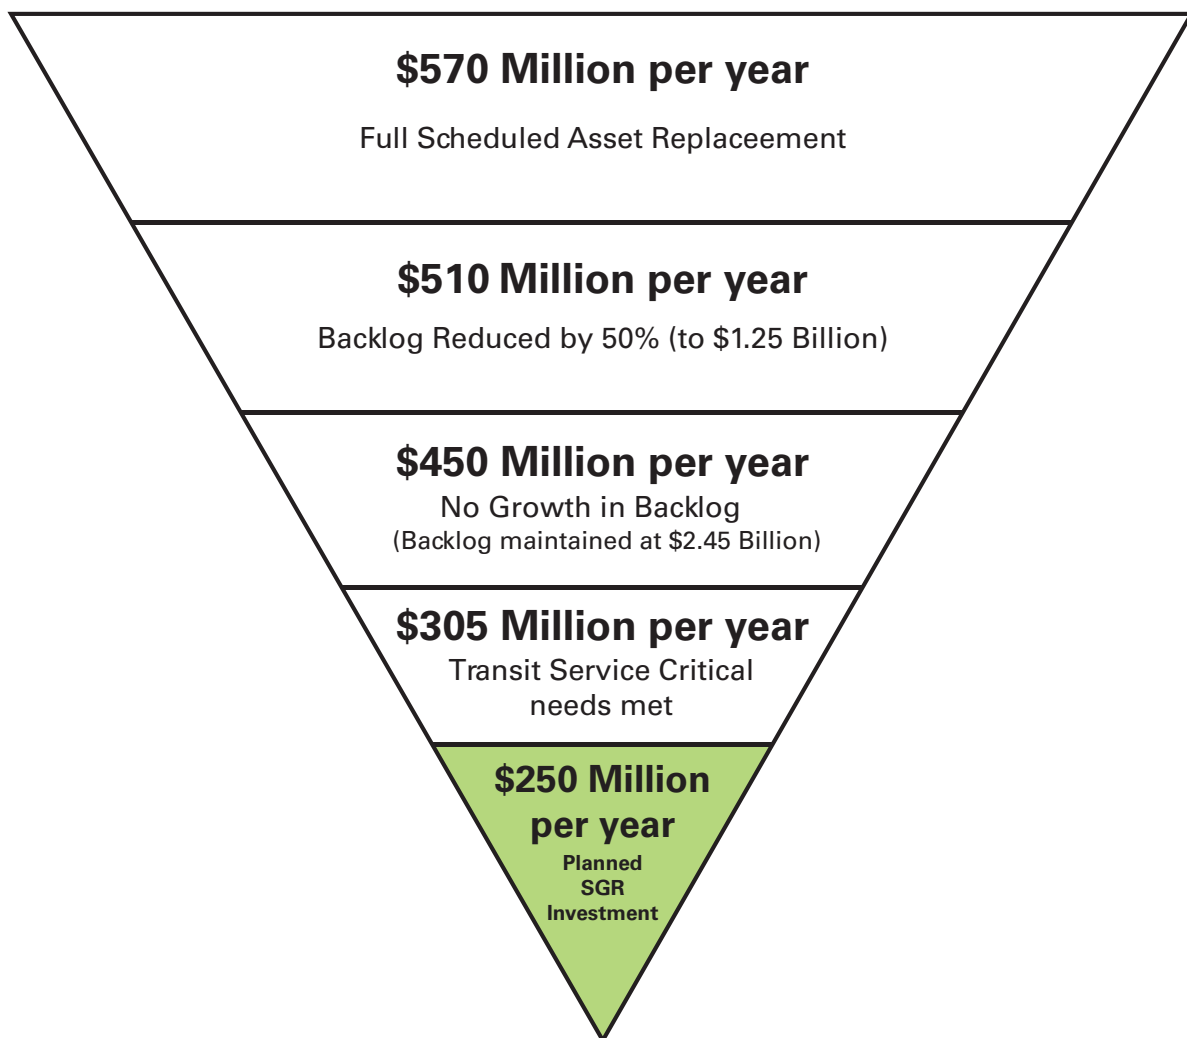 $570 Million per year
Full Scheduled Asset Replaceement
$510 Million per year
Backlog Reduced by 50% (to $1.25 Billion)
$450 Million per year
No Growth in Backlog
(Backlog maintained at $2.45 Billion)
$305 Million per year
Transit Service Critical
needs met
$250 Million
per year
Planned
SGR
Investment